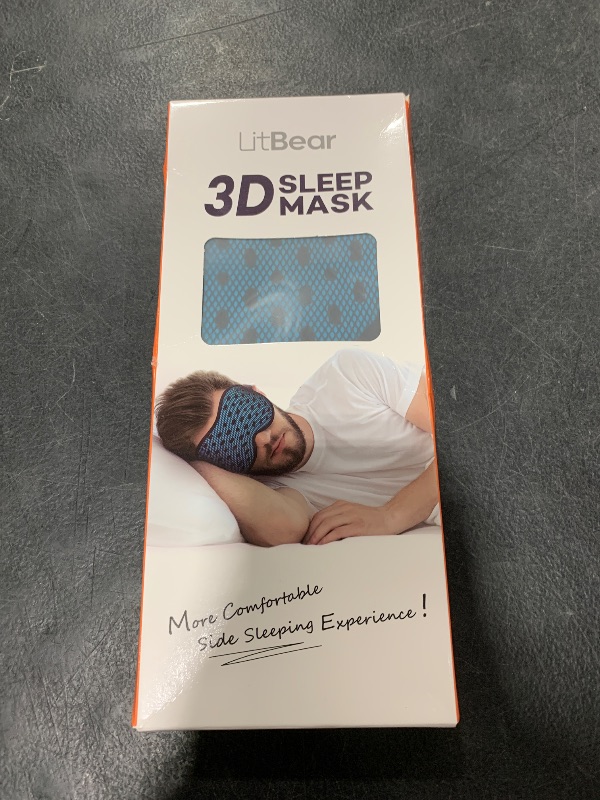 LitBear
3D SLEEP
MASK
More Comfortable
Side Sleeping Experience!